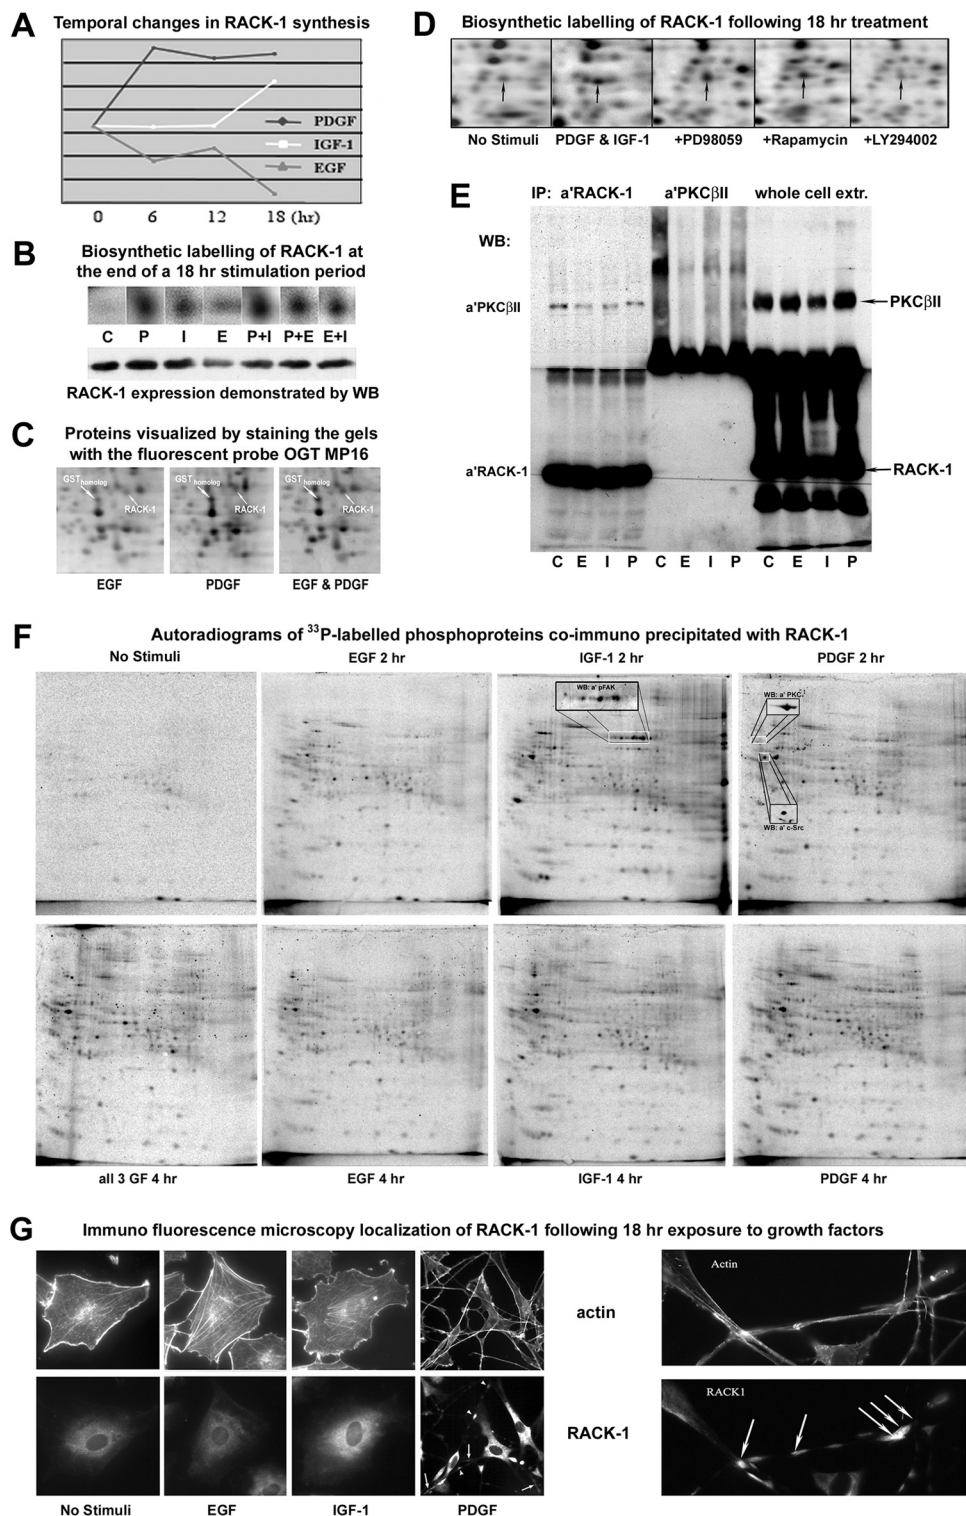 A
Temporal changes in RACK-1 synthesis
PDGF
IGF-1
EGF
0 6 12 18 (hr)
B
Biosynthetic labelling of RACK-1 at
the end of a 18 hr stimulation period
C P I E P+I P+E E+I
RACK-1 expression demonstrated by WB
C
Proteins visualized by staining the gels
with the fluorescent probe OGT MP16
GST homolog RACK-1
GST homolog RACK-1
GST homolog RACK-1
EGF PDGF EGF & PDGF
D
Biosynthetic labelling of RACK-1 following 18 hr treatment
No Stimuli PDGF & IGF-1 +PD98059 +Rapamycin +LY294002
E
IP: a'RACK-1 a'PKCβII whole cell extr.
WB:
a'PKCβII
PKCβII
a'RACK-1
RACK-1
C E I P C E I P C E I P
F
Autoradiograms of ³³P-labelled phosphoproteins co-immuno precipitated with RACK-1
No Stimuli EGF 2 hr IGF-1 2 hr PDGF 2 hr
WB: a' pFAK
WB: a' PKC
WB: a' c-Src
all 3 GF 4 hr EGF 4 hr IGF-1 4 hr PDGF 4 hr
G
Immuno fluorescence microscopy localization of RACK-1 following 18 hr exposure to growth factors
actin
Actin
RACK-1
RACK1
No Stimuli EGF IGF-1 PDGF